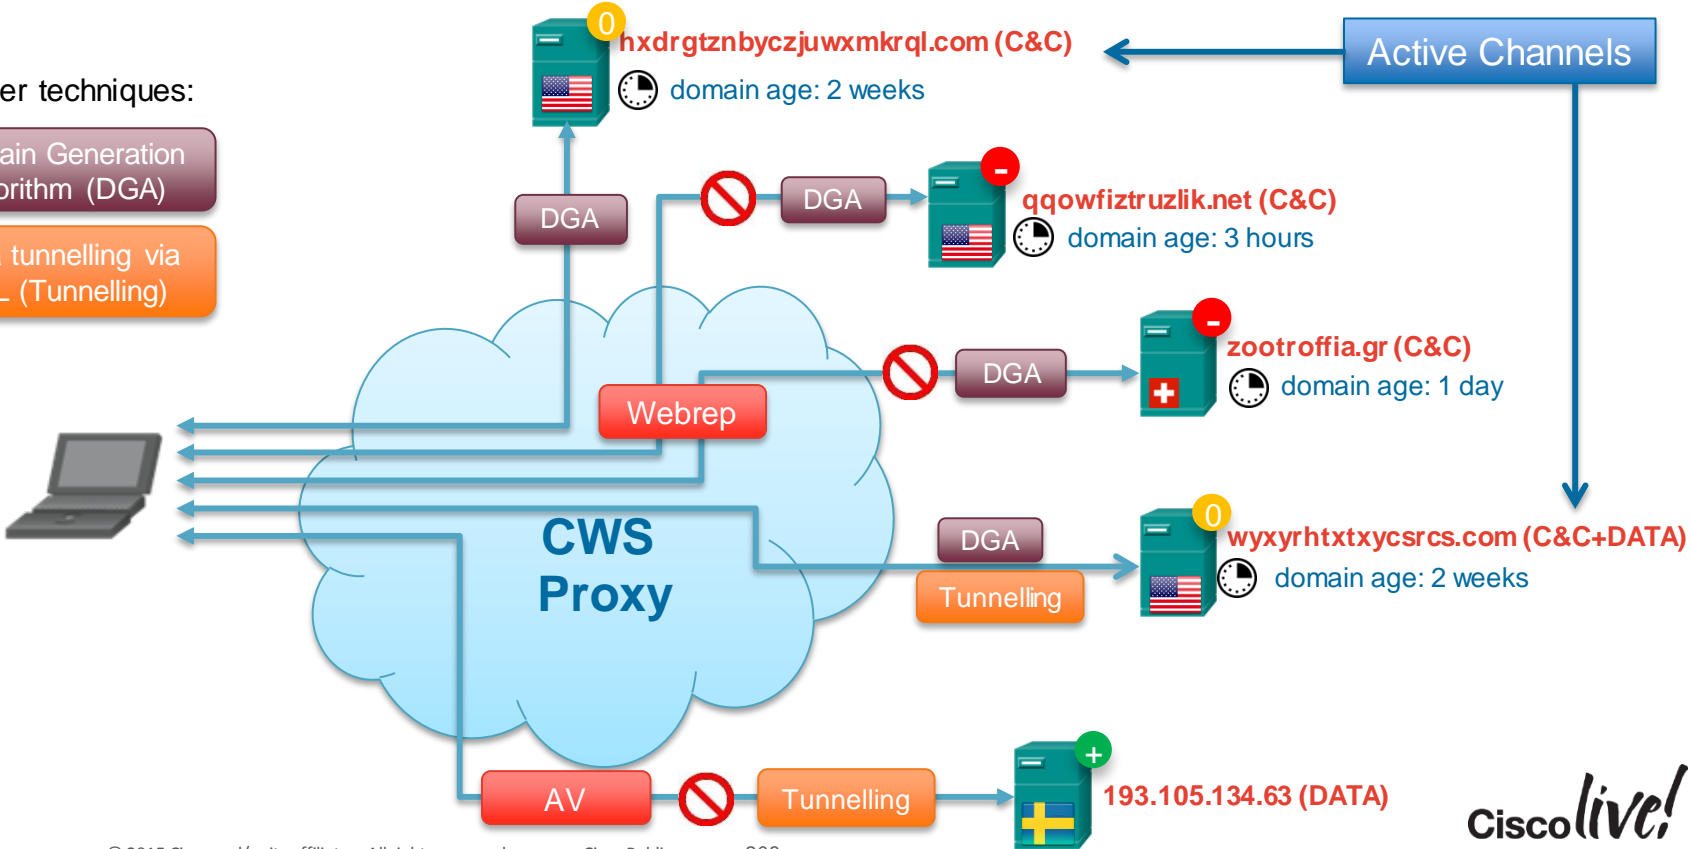 er techniques:
ain Generation
orithm (DGA)
tunnelling via
(Tunnelling)
0
hxdrgtznbyczjuwxmkrql.com (C&C)
domain age: 2 weeks
Active Channels
DGA
DGA
-
qqowfiztruzlik.net (C&C)
domain age: 3 hours
DGA
-
zootroffia.gr (C&C)
domain age: 1 day
Webrep
CWS
Proxy
DGA
Tunnelling
0
wyxyrhtxtxycsrcs.com (C&C+DATA)
domain age: 2 weeks
AV
Tunnelling
+
193.105.134.63 (DATA)
Cisco live!